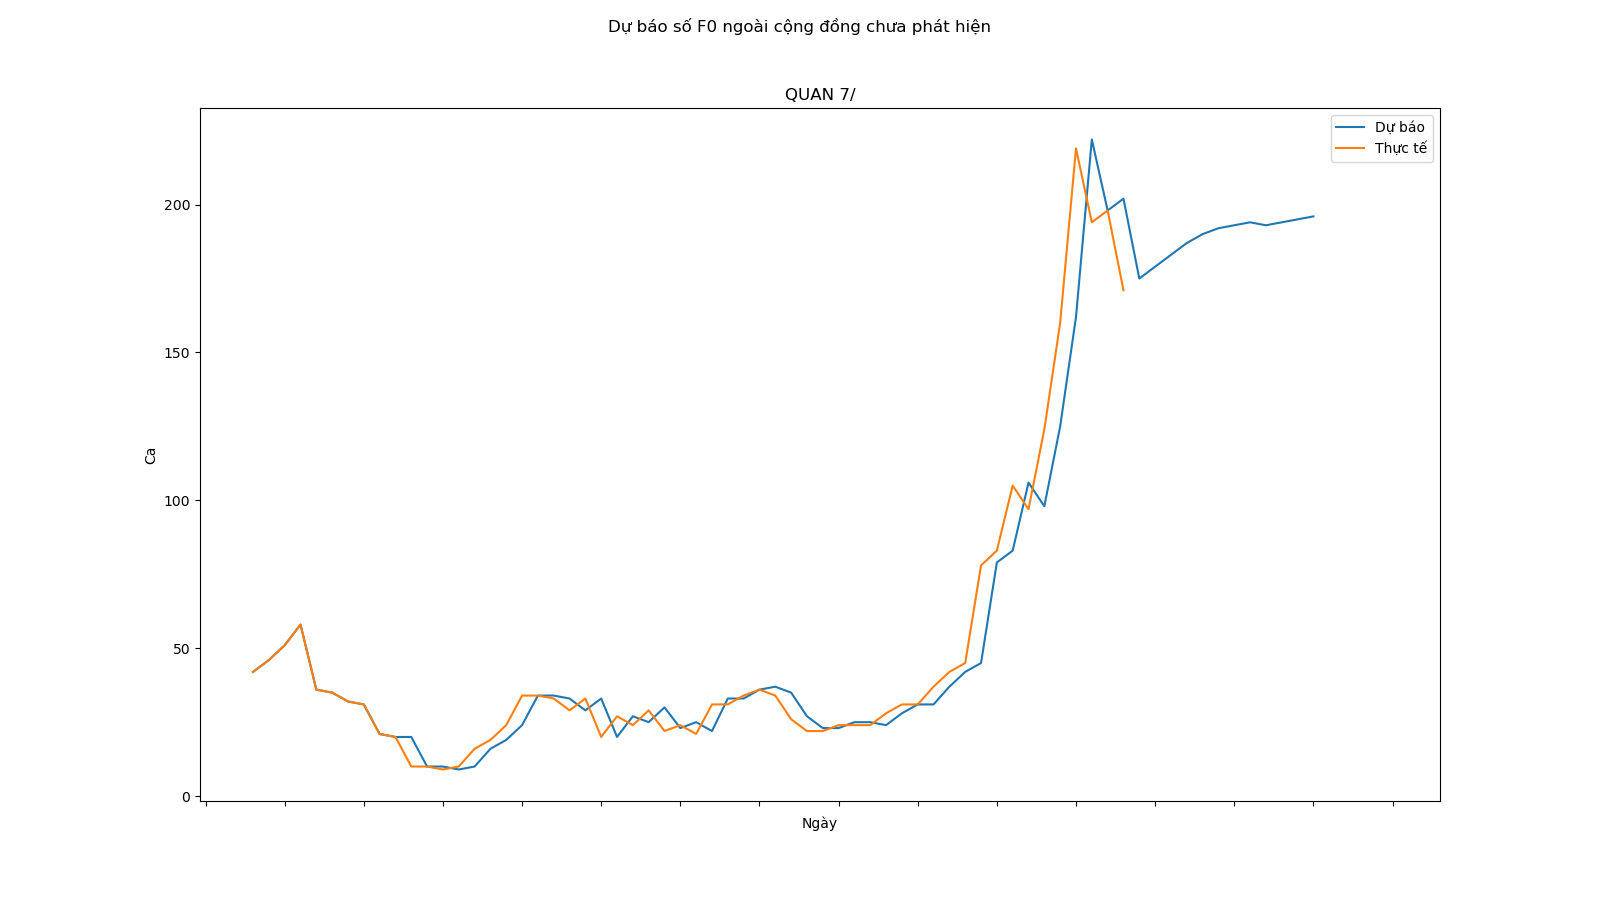 Dự báo số F0 ngoài cộng đồng chưa phát hiện
QUAN 7/
Dự báo
Thực tế
200
150
100
50
0
Ca
Ngày